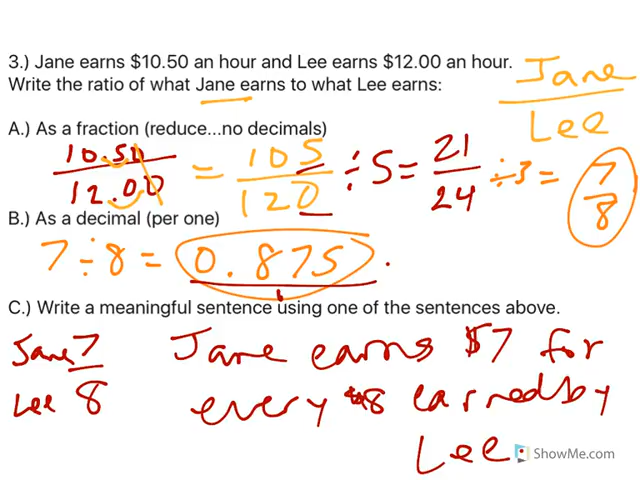 3.) Jane earns $10.50 an hour and Lee earns $12.00 an hour.
Write the ratio of what Jane earns to what Lee earns:
Jane
Lee
A.) As a fraction (reduce...no decimals)
10.50 / 12.00 = 105 / 120 ÷ 5 = 21 / 24 ÷ 3 = 7 / 8
B.) As a decimal (per one)
7 ÷ 8 = 0.875.
C.) Write a meaningful sentence using one of the sentences above.
Jane 7
Lee 8
Jane earns $7 for
every $8 earned by
Lee
ShowMe.com